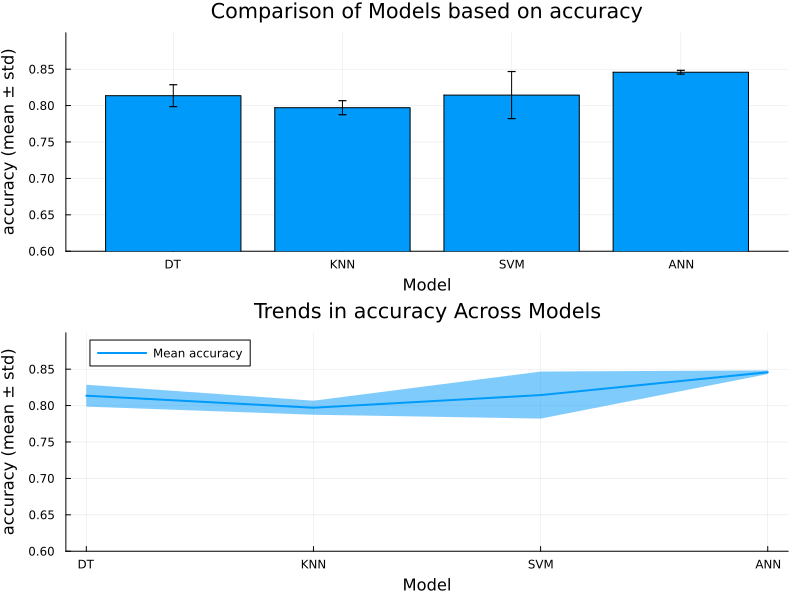 Comparison of Models based on accuracy
accuracy (mean ± std)
0.85
0.80
0.75
0.70
0.65
0.60
DT KNN SVM ANN
Model
Trends in accuracy Across Models
accuracy (mean ± std)
Mean accuracy
0.85
0.80
0.75
0.70
0.65
0.60
DT KNN SVM ANN
Model